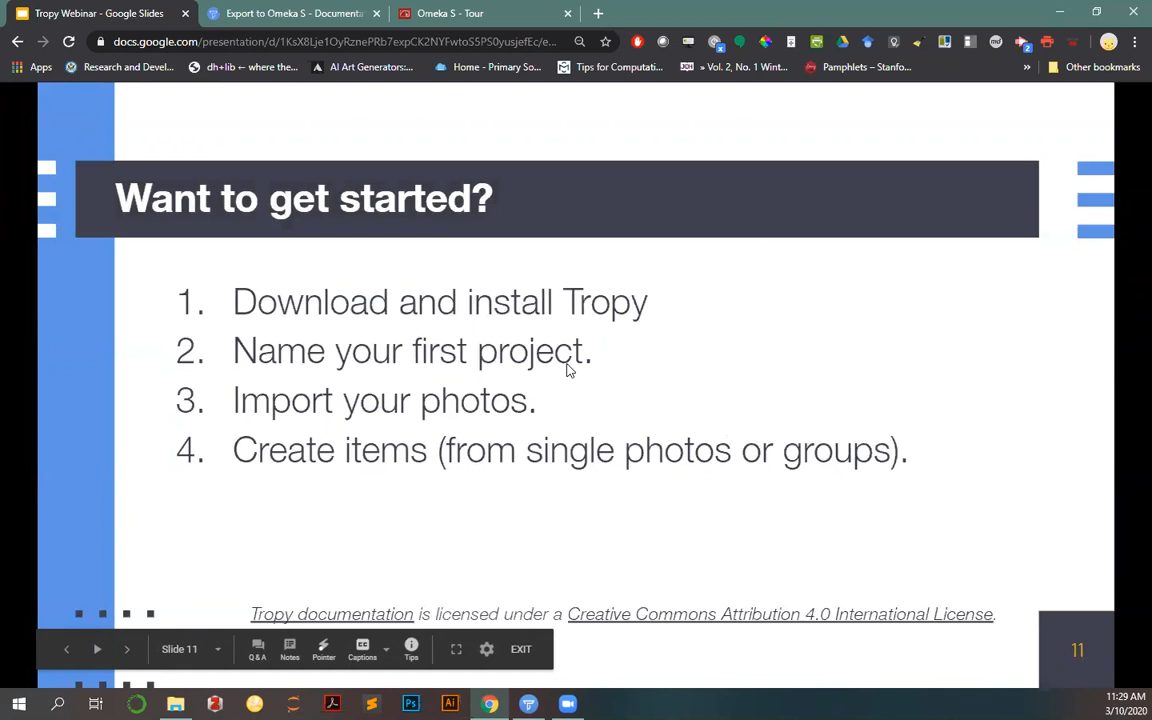 Tropy Webinar - Google Slides
Export to Omeka S - Documenta
Omeka S - Tour
docs.google.com/presentation/d/1KsX8Lje1OyRznePRb7expCK2NYFwtoS5PS0yusjefEc/e...
Apps
Research and Devel...
dh+lib ← where the...
AI Art Generators:...
Home - Primary So...
Tips for Computati...
» Vol. 2, No. 1 Wint...
Pamphlets – Stanfo...
»
Other bookmarks
Want to get started?
1. Download and install Tropy
2. Name your first project.
3. Import your photos.
4. Create items (from single photos or groups).
Tropy documentation is licensed under a Creative Commons Attribution 4.0 International License.
Slide 11
Q & A
Notes
Pointer
Captions
Tips
EXIT
11
11:29 AM
3/10/2020